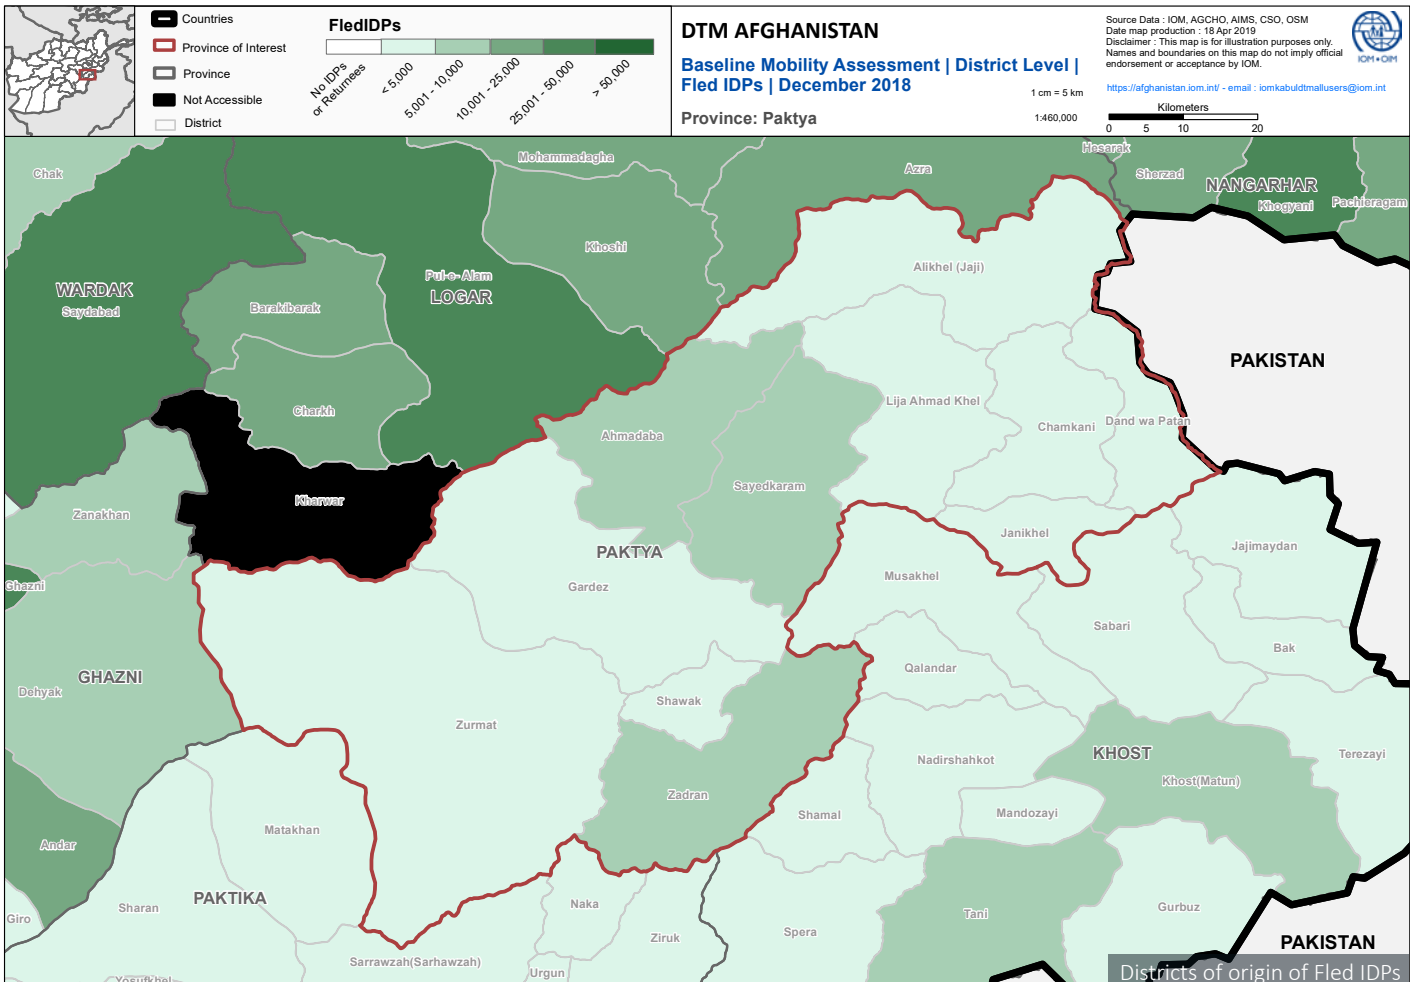 Countries
Province of Interest
Province
Not Accessible
District
FledIDPs
No IDPs
or Returnees
< 5,000
5,001 - 10,000
10,001 - 25,000
25,001 - 50,000
> 50,000
DTM AFGHANISTAN
Baseline Mobility Assessment | District Level |
Fled IDPs | December 2018
Province: Paktya
1 cm = 5 km
1:460,000
Source Data : IOM, AGCHO, AIMS, CSO, OSM
Date map production : 18 Apr 2019
Disclaimer : This map is for illustration purposes only.
Names and boundaries on this map do not imply official
endorsement or acceptance by IOM.
https://afghanistan.iom.int/ - email : iomkabuldtmallusers@iom.int
Kilometers
0 5 10 20
IOM•OIM
Chak
Mohammadagha
Azra
Hesarak
Sherzad
NANGARHAR
Khogyani
Pachieragam
Khoshi
Alikhel (Jaji)
Pul-e- Alam
LOGAR
WARDAK
Saydabad
Barakibarak
PAKISTAN
Charkh
Ahmadaba
Lija Ahmad Khel
Chamkani
Dand wa Patan
Sayedkaram
Kharwar
Zanakhan
Janikhel
Jajimaydan
PAKTYA
Gardez
Musakhel
Ghazni
Sabari
Bak
GHAZNI
Dehyak
Qalandar
Shawak
Zurmat
Nadirshahkot
KHOST
Khost(Matun)
Terezayi
Zadran
Shamal
Mandozayi
Matakhan
Andar
PAKTIKA
Sharan
Giro
Naka
Tani
Gurbuz
Ziruk
Spera
PAKISTAN
Sarrawzah(Sarhawzah)
Urgun
Yosufkhel
Districts of origin of Fled IDPs